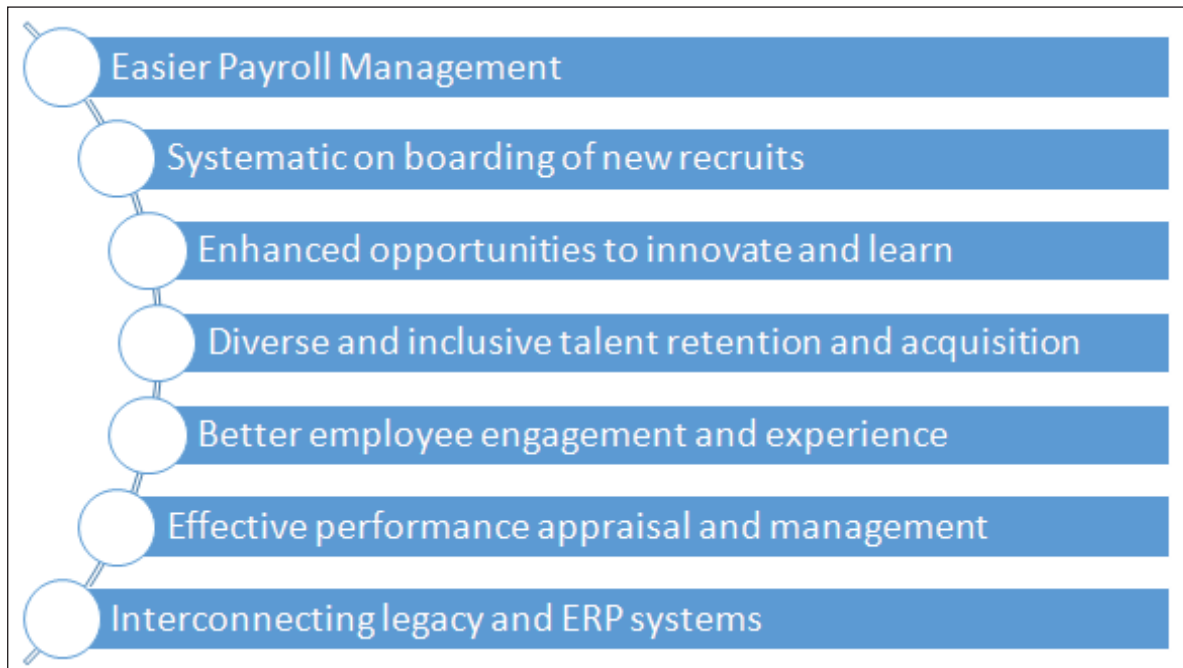 Easier Payroll Management
Systematic on boarding of new recruits
Enhanced opportunities to innovate and learn
Diverse and inclusive talent retention and acquisition
Better employee engagement and experience
Effective performance appraisal and management
Interconnecting legacy and ERP systems